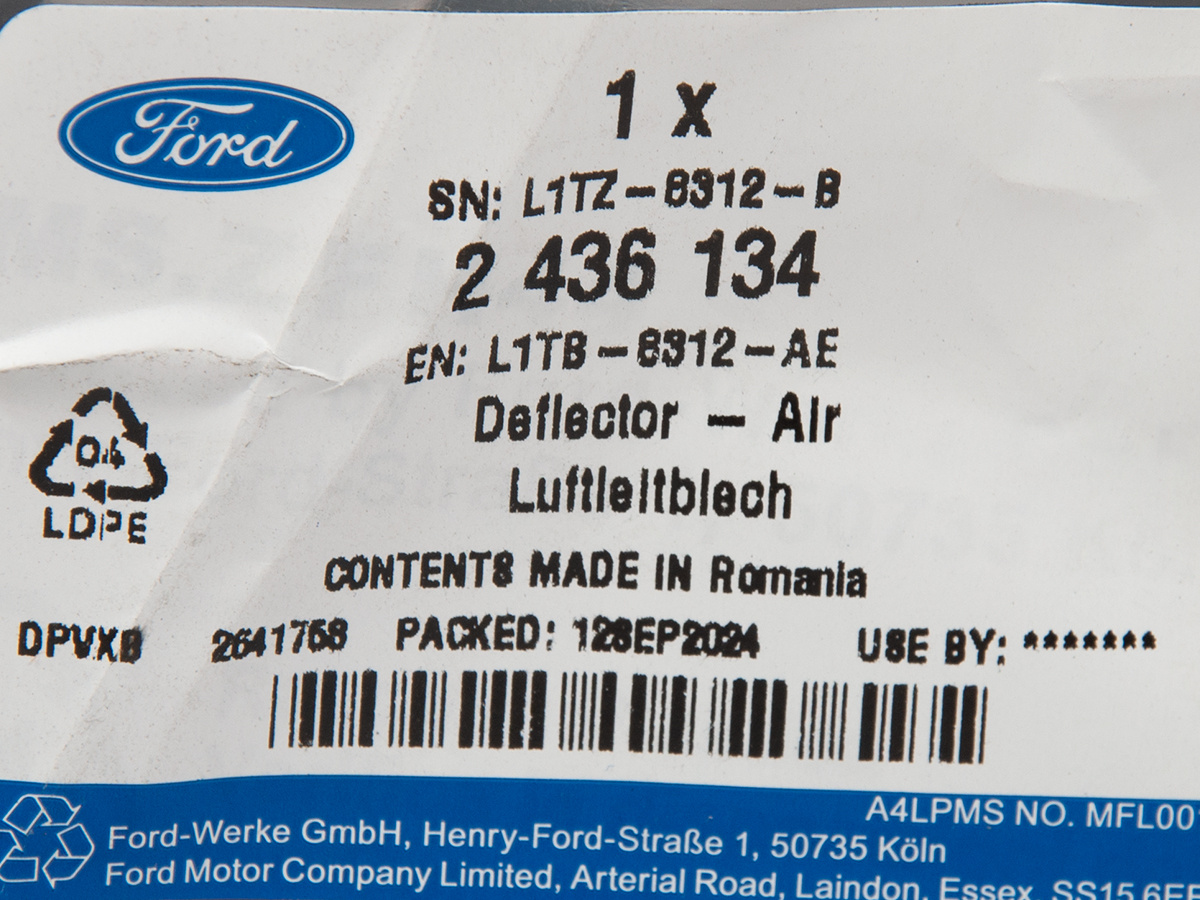 Ford
1 x
SN: L1TZ-8312-B
2 436 134
EN: L1TB-8312-AE
Deflector - Air
Luftleitblech
04
LDPE
CONTENTS MADE IN Romania
DPVXB 2641758 PACKED: 12SEP2024 USE BY: *******
A4LPMS NO. MFL001
Ford-Werke GmbH, Henry-Ford-Straße 1, 50735 Köln
Ford Motor Company Limited, Arterial Road, Laindon, Essex